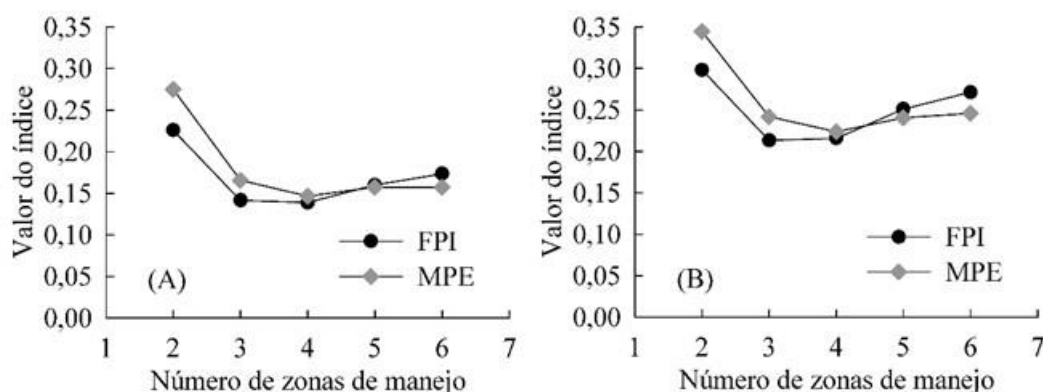 Valor do índice
0,35
0,30
0,25
0,20
0,15
0,10
0,05
0,00
FPI
MPE
(A)
1 2 3 4 5 6 7
Número de zonas de manejo
Valor do índice
0,35
0,30
0,25
0,20
0,15
0,10
0,05
0,00
FPI
MPE
(B)
1 2 3 4 5 6 7
Número de zonas de manejo